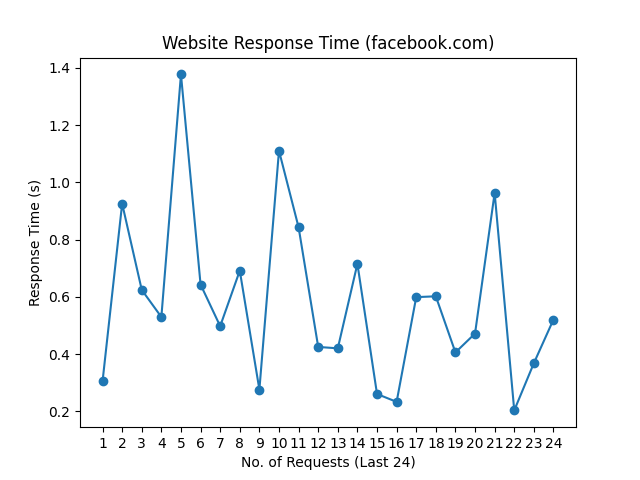 Website Response Time (facebook.com)
Response Time (s)
1.4
1.2
1.0
0.8
0.6
0.4
0.2
1 2 3 4 5 6 7 8 9 10 11 12 13 14 15 16 17 18 19 20 21 22 23 24
No. of Requests (Last 24)